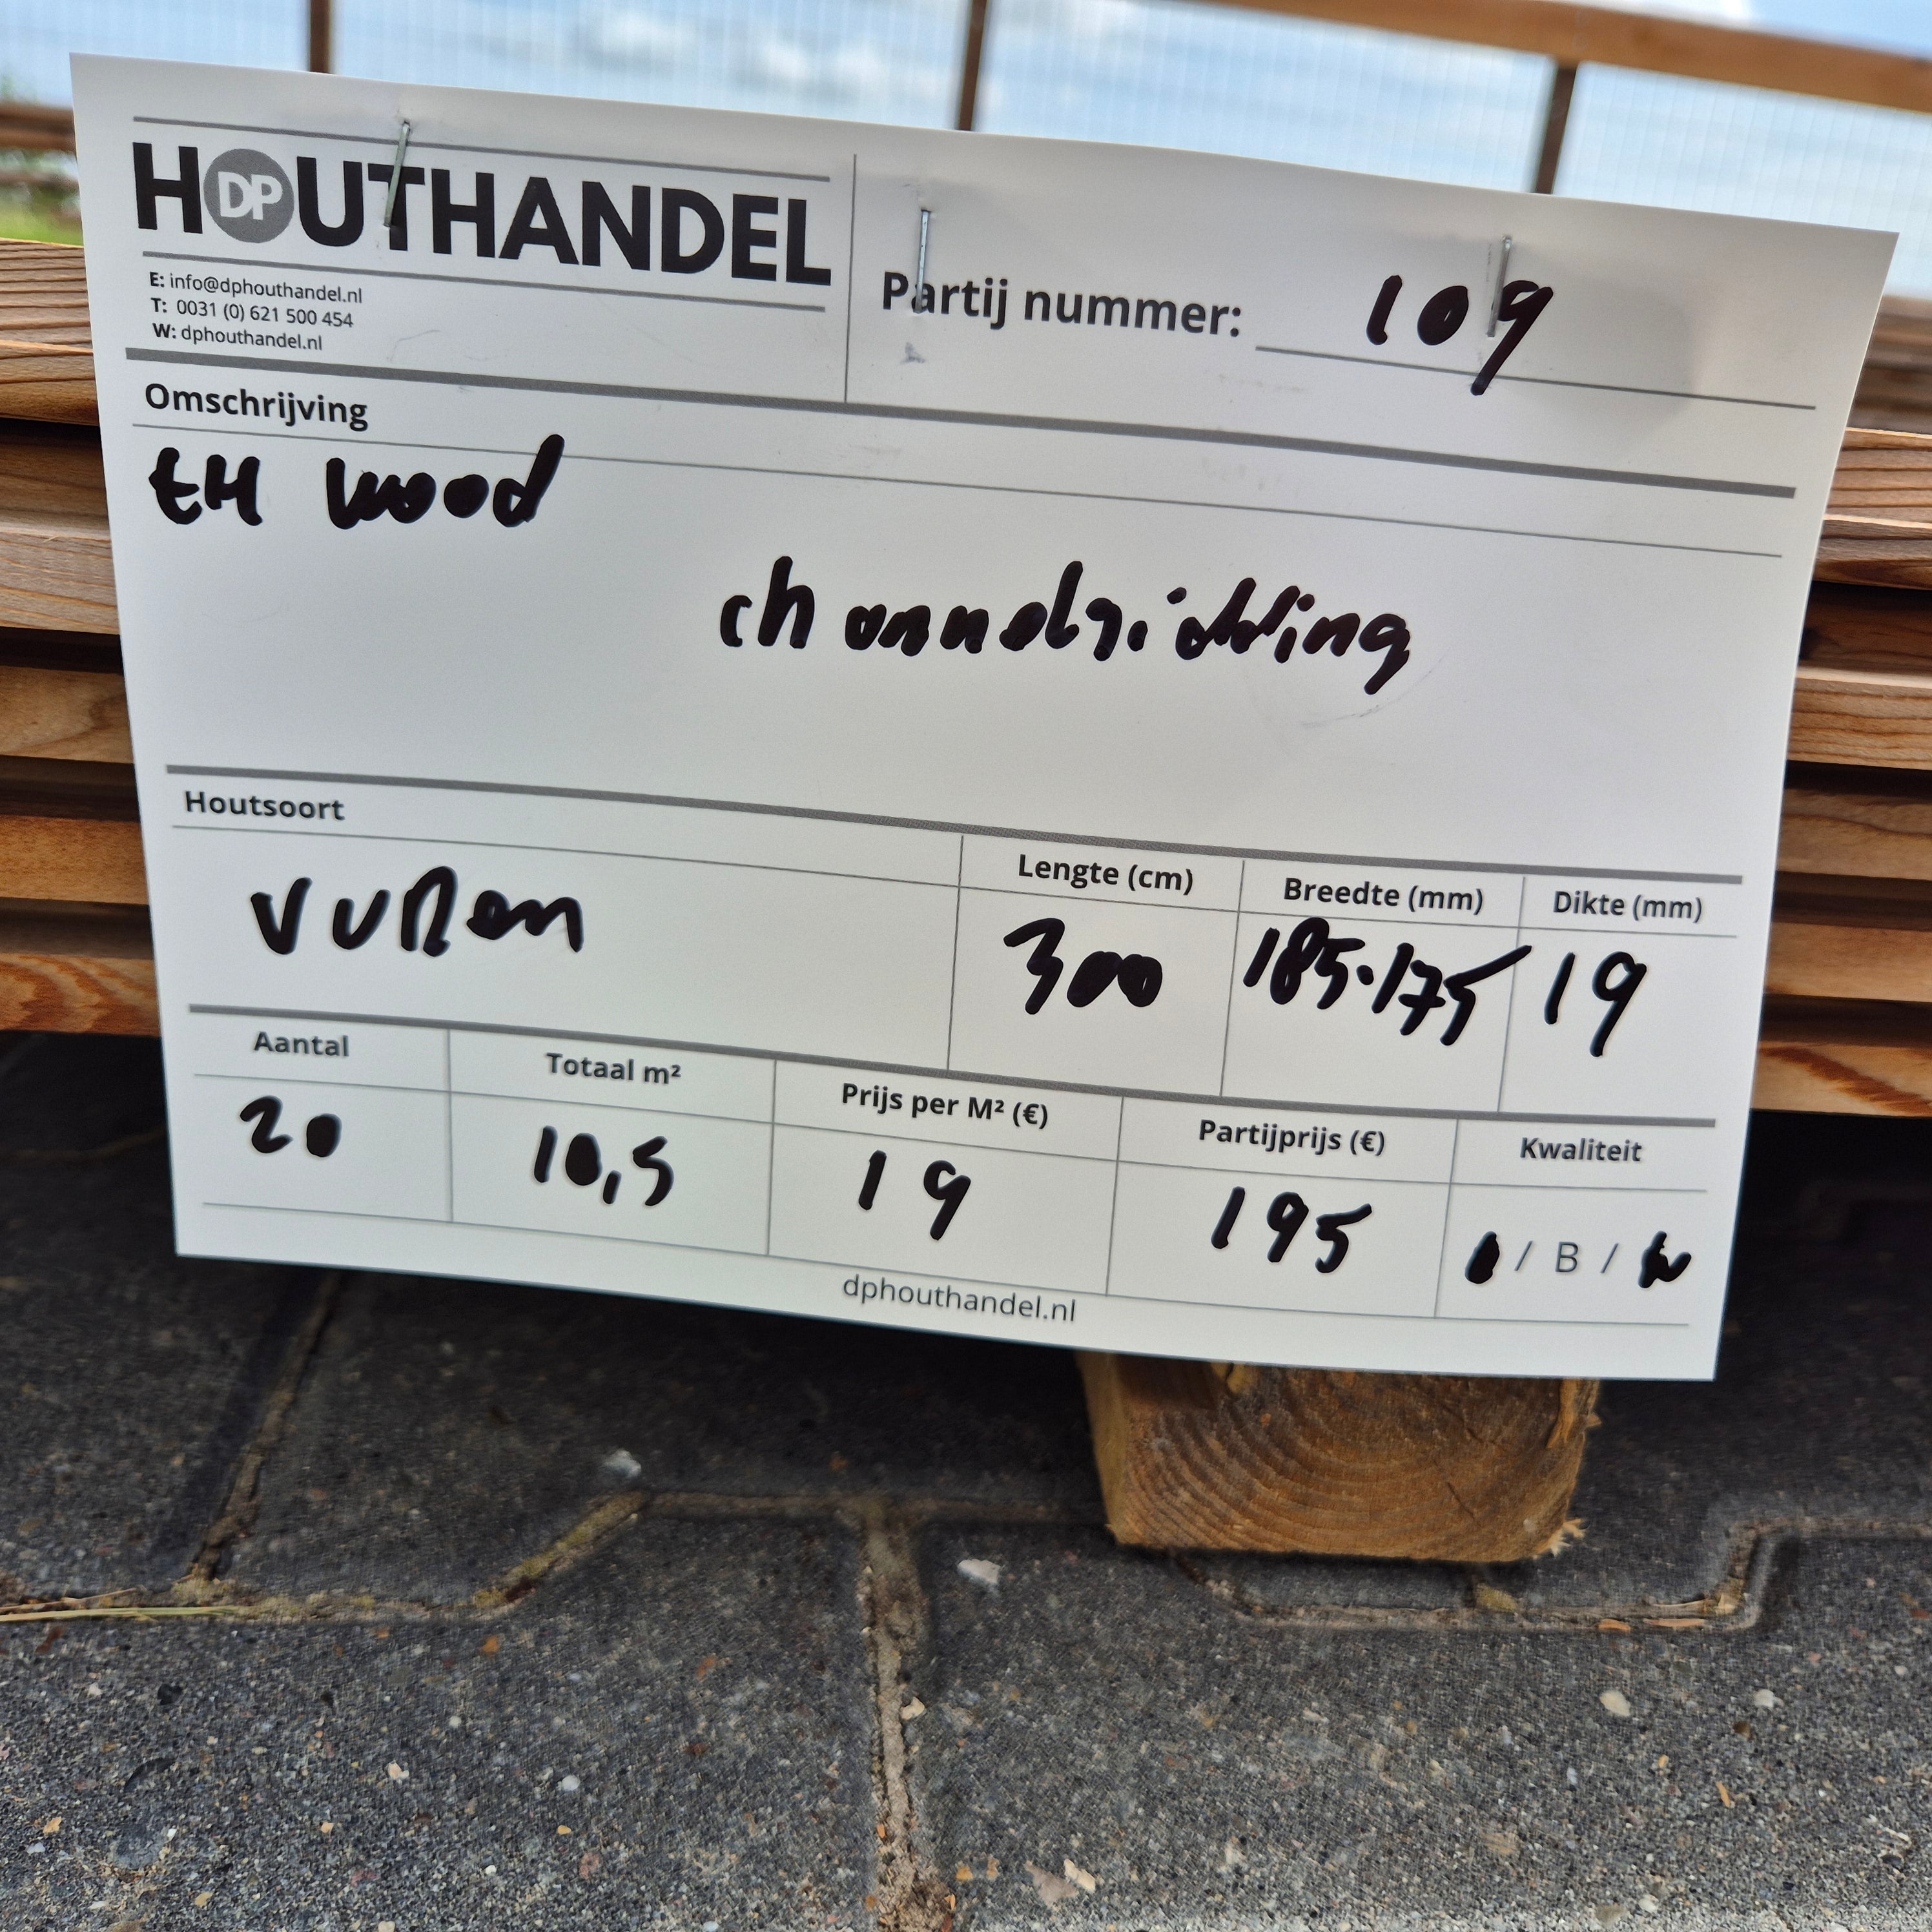 HOUTHANDEL
DP
E: info@dphouthandel.nl
T: 0031 (0) 621 500 454
W: dphouthandel.nl
Partij nummer: 109
Omschrijving
tH wood
channelsidding
Houtsoort
VUREN
Lengte (cm)
300
Breedte (mm)
185-175
Dikte (mm)
19
Aantal
20
Totaal m²
10,5
Prijs per M² (€)
19
Partijprijs (€)
195
Kwaliteit
/ B /
dphouthandel.nl